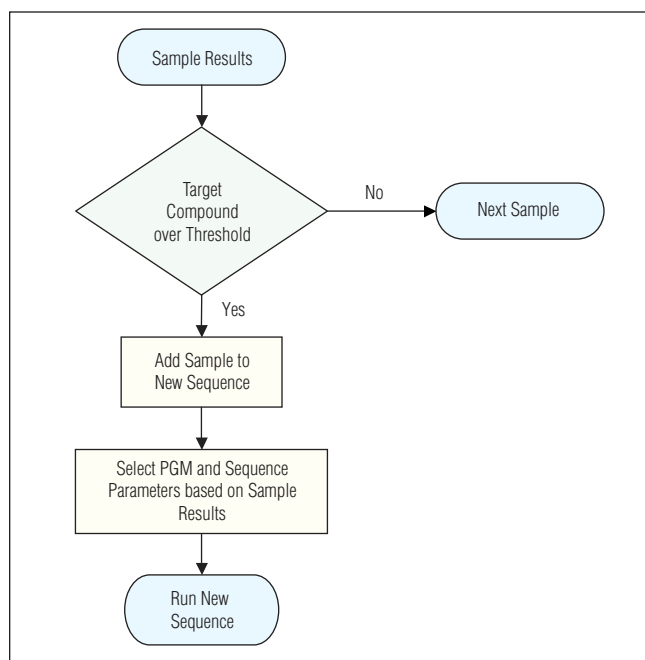 Sample Results
Target
Compound
over Threshold
No
Next Sample
Yes
Add Sample to
New Sequence
Select PGM and Sequence
Parameters based on Sample
Results
Run New
Sequence